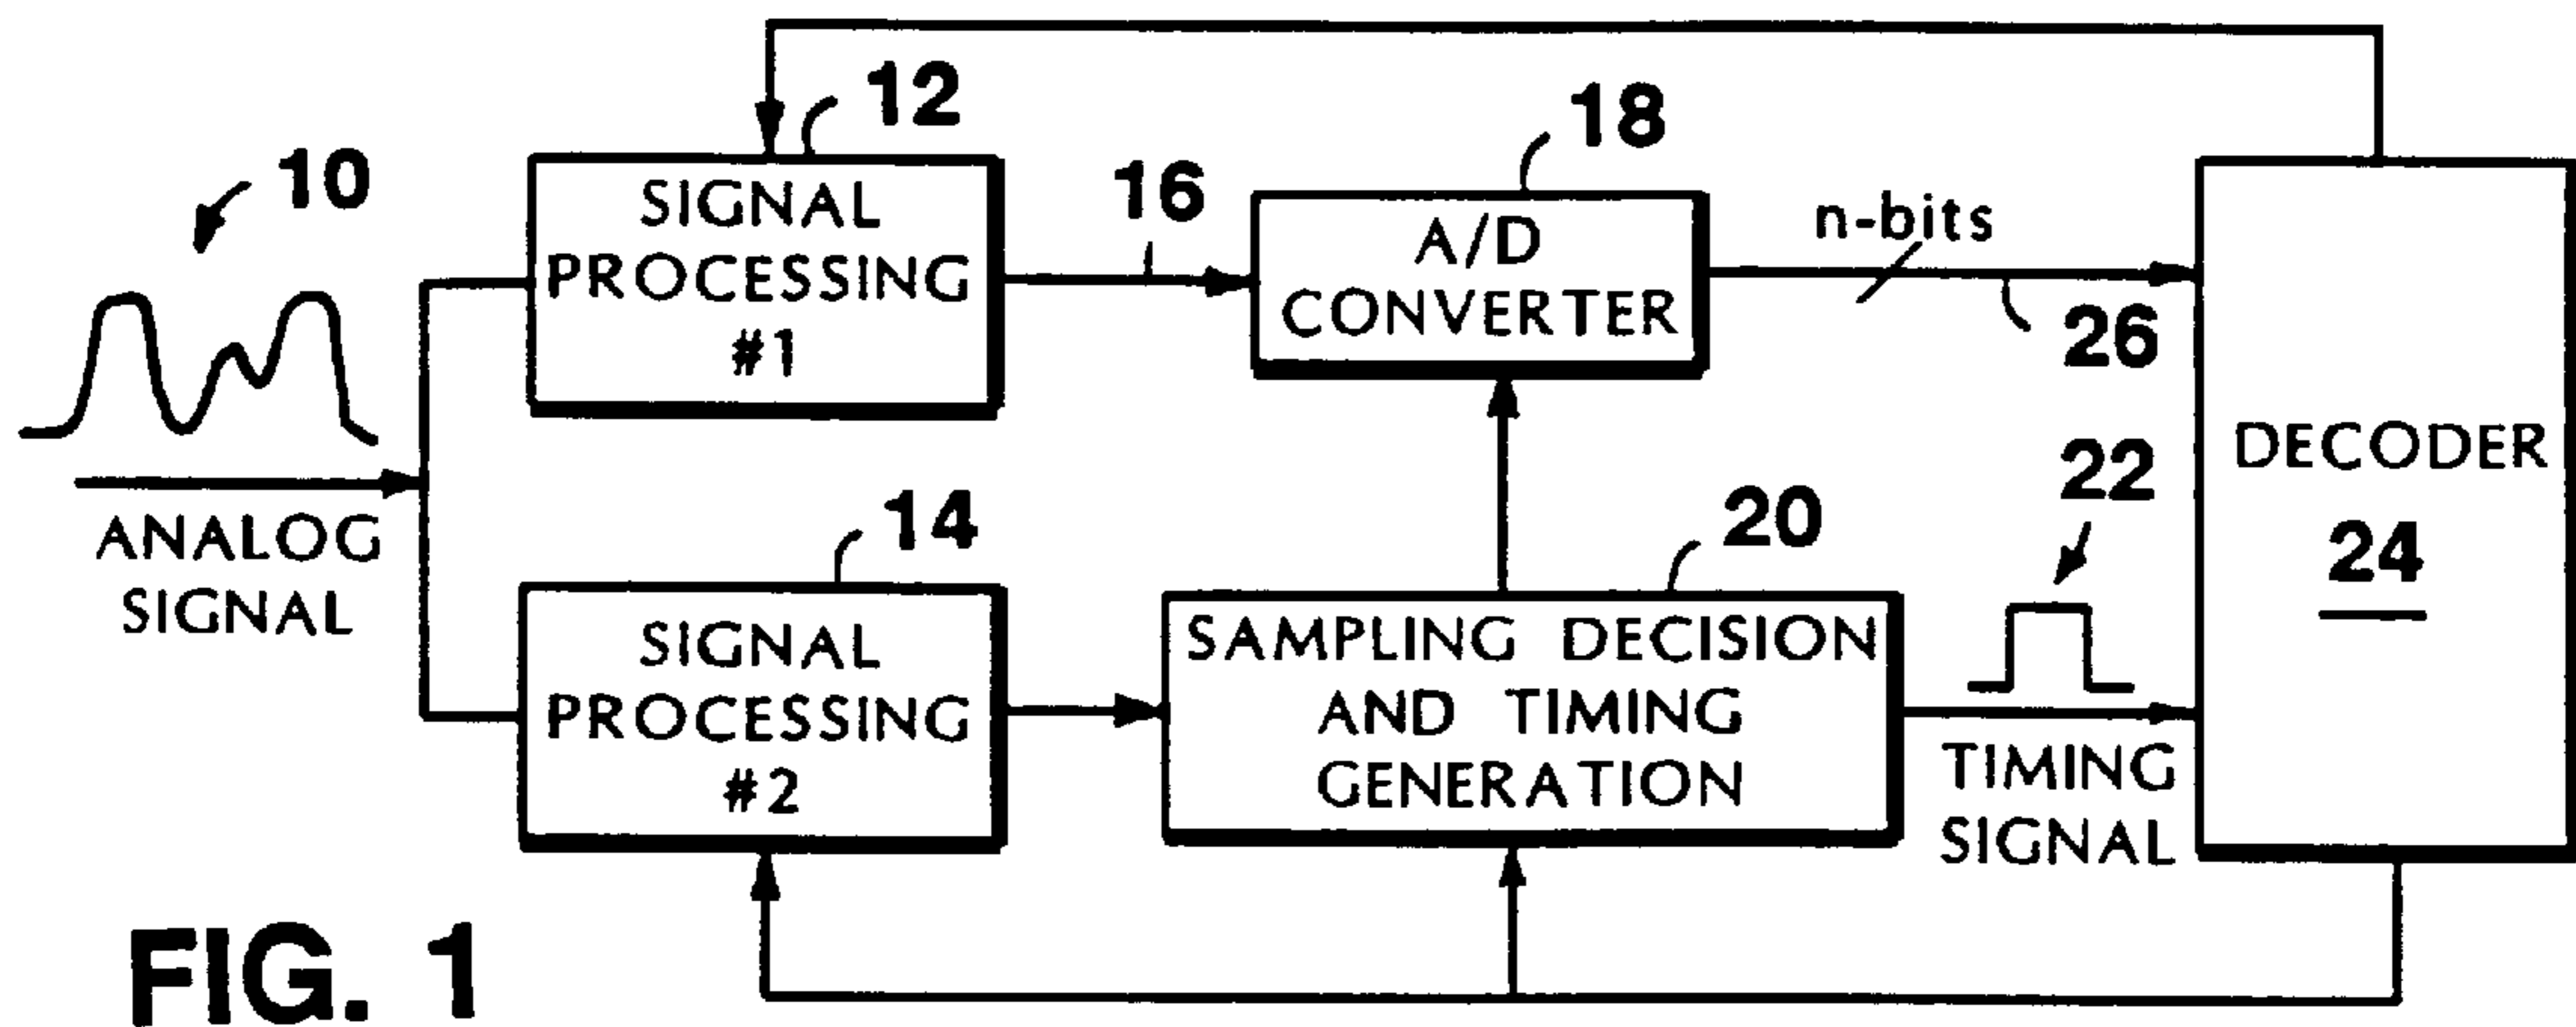 10
ANALOG
SIGNAL
12
SIGNAL
PROCESSING
#1
14
SIGNAL
PROCESSING
#2
16
18
A/D
CONVERTER
20
SAMPLING DECISION
AND TIMING
GENERATION
n-bits
26
22
TIMING
SIGNAL
DECODER
24
FIG. 1